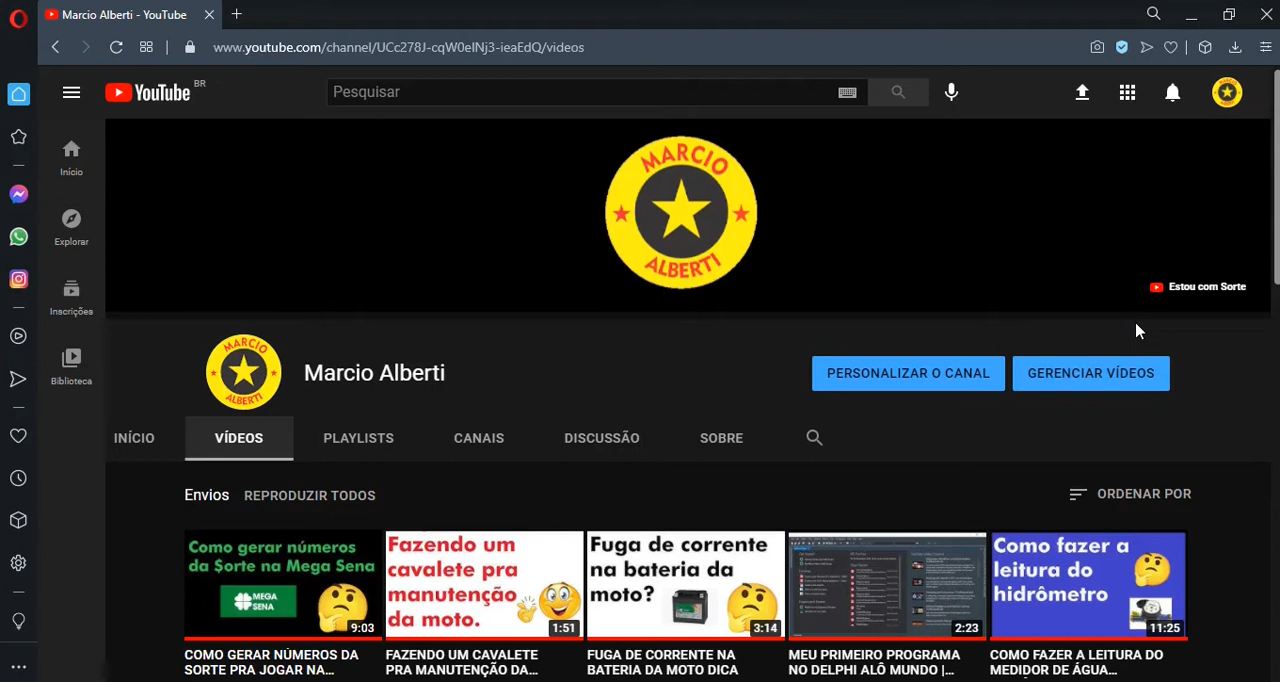 Marcio Alberti - YouTube
www.youtube.com/channel/UCc278J-cqW0eINj3-ieaEdQ/videos
YouTube BR
Pesquisar
Início
Explorar
Inscrições
Biblioteca
MARCIO
ALBERTI
Estou com Sorte
MARCIO
ALBERTI
Marcio Alberti
PERSONALIZAR O CANAL
GERENCIAR VÍDEOS
INÍCIO VÍDEOS PLAYLISTS CANAIS DISCUSSÃO SOBRE
Envios REPRODUZIR TODOS
ORDENAR POR
Como gerar números
da $orte na Mega Sena
MEGA
SENA
9:03
COMO GERAR NÚMEROS DA
SORTE PRA JOGAR NA...
Fazendo um
cavalete pra
manutenção
da moto.
1:51
FAZENDO UM CAVALETE
PRA MANUTENÇÃO DA...
Fuga de corrente
na bateria da
moto?
3:14
FUGA DE CORRENTE NA
BATERIA DA MOTO DICA
2:23
MEU PRIMEIRO PROGRAMA
NO DELPHI ALÔ MUNDO |...
Como fazer a
leitura do
hidrômetro
11:25
COMO FAZER A LEITURA DO
MEDIDOR DE ÁGUA...